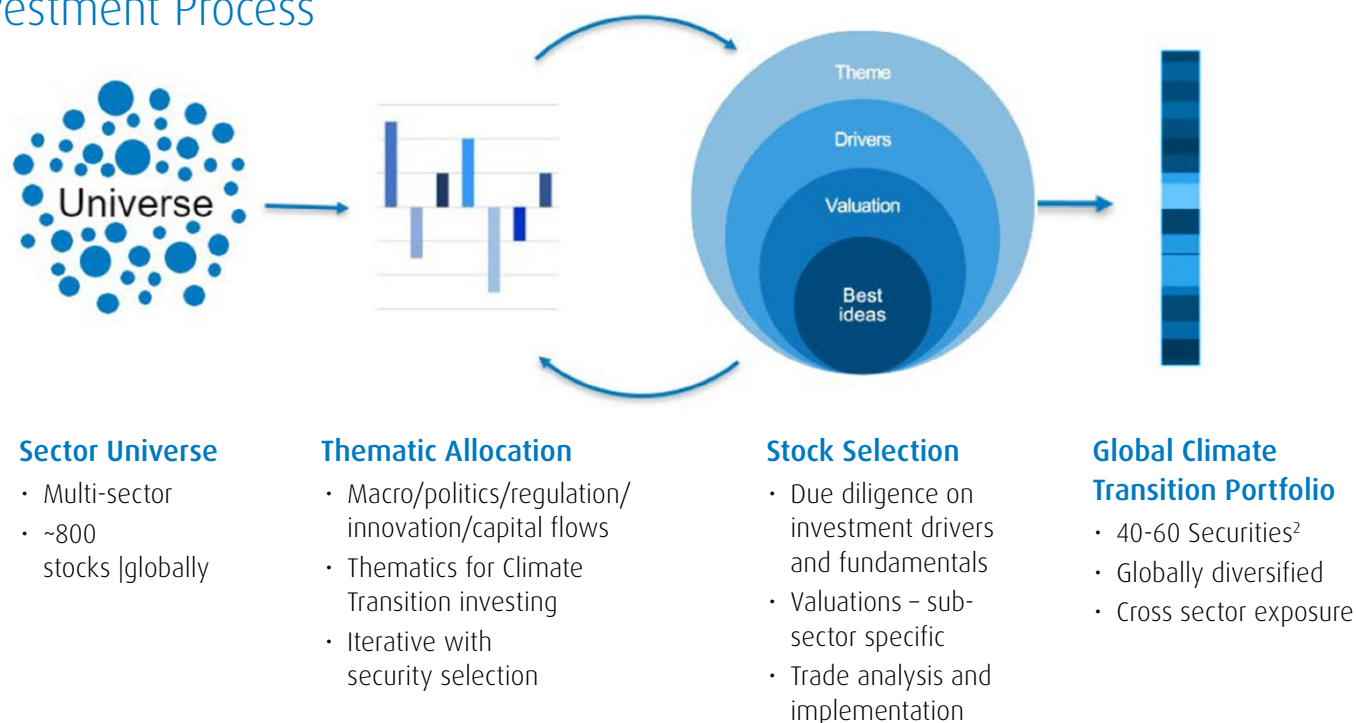 vestment Process
Universe
Theme
Drivers
Valuation
Best
ideas
Sector Universe
· Multi-sector
· ~800
stocks |globally
Thematic Allocation
· Macro/politics/regulation/
innovation/capital flows
· Thematics for Climate
Transition investing
· Iterative with
security selection
Stock Selection
· Due diligence on
investment drivers
and fundamentals
· Valuations – sub-
sector specific
· Trade analysis and
implementation
Global Climate
Transition Portfolio
· 40-60 Securities²
· Globally diversified
· Cross sector exposure